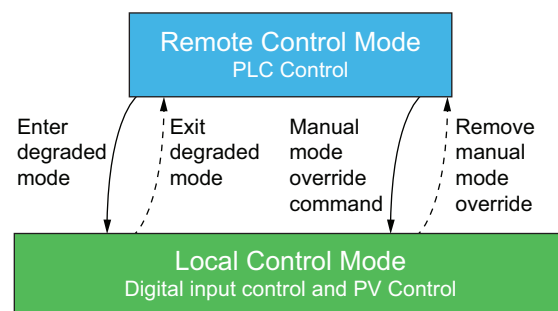 Remote Control Mode
PLC Control
Enter
degraded
mode
Exit
degraded
mode
Manual
mode
override
command
Remove
manual
mode
override
Local Control Mode
Digital input control and PV Control